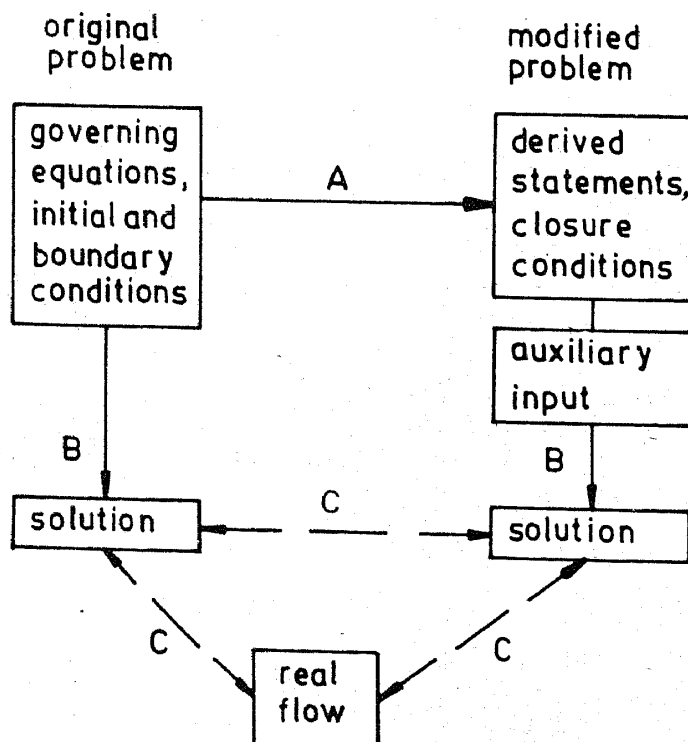 original
problem
modified
problem
governing
equations,
initial and
boundary
conditions
A
derived
statements,
closure
conditions
auxiliary
input
B
B
solution
C
solution
C
C
real
flow